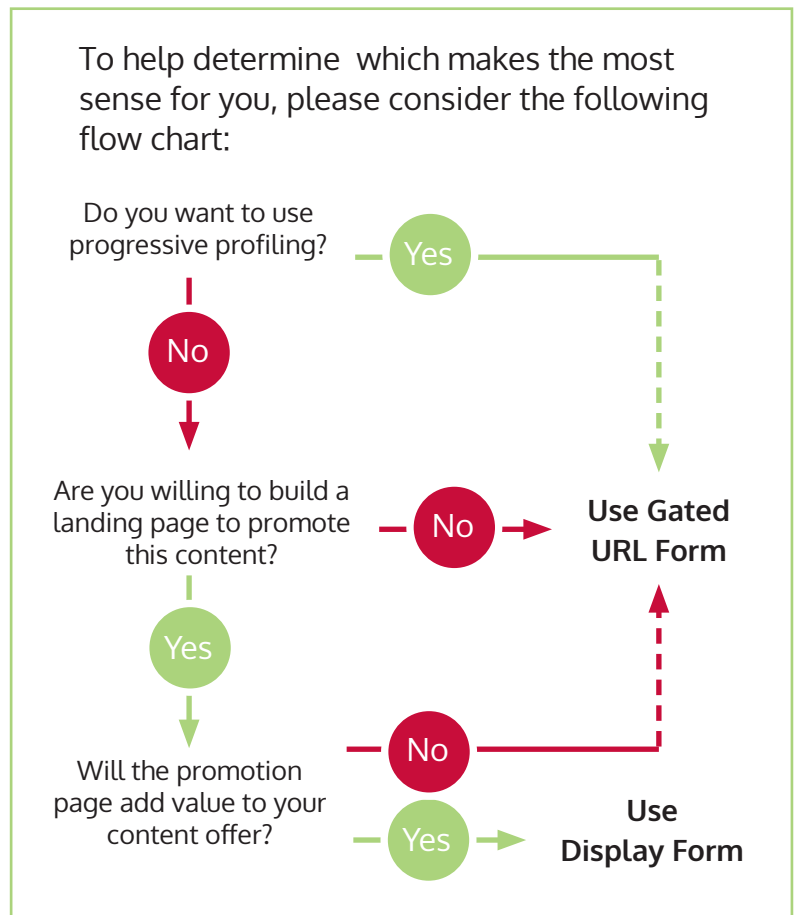 To help determine  which makes the most
sense for you, please consider the following
flow chart:
Do you want to use
progressive profiling?
Yes
No
Are you willing to build a
landing page to promote
this content?
No
Use Gated
URL Form
Yes
Will the promotion
page add value to your
content offer?
No
Yes
Use
Display Form